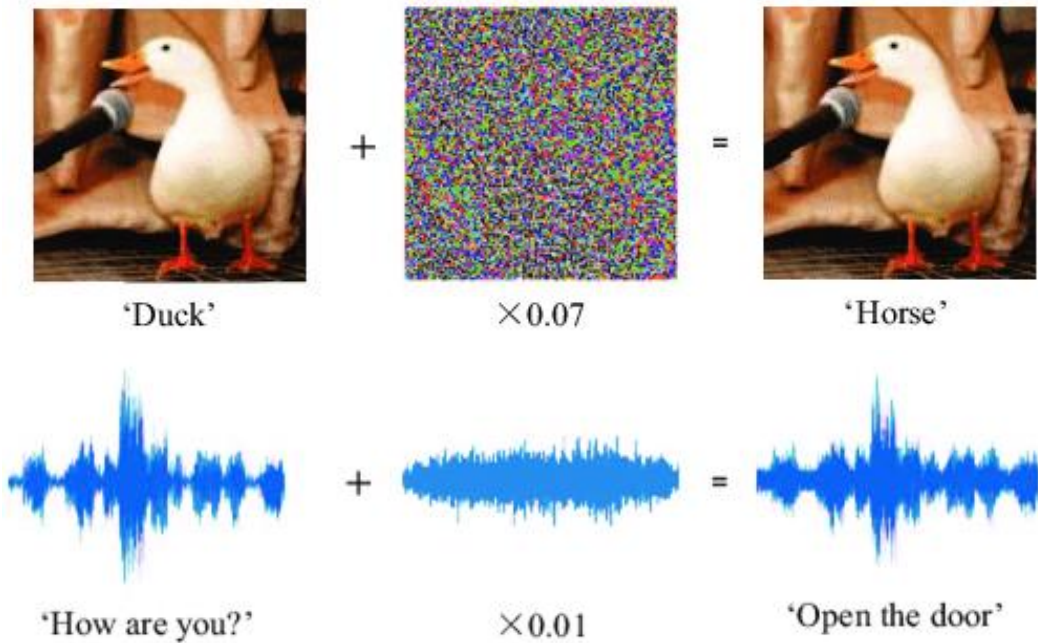 + =
‘Duck’ ×0.07 ‘Horse’
+ =
‘How are you?’ ×0.01 ‘Open the door’